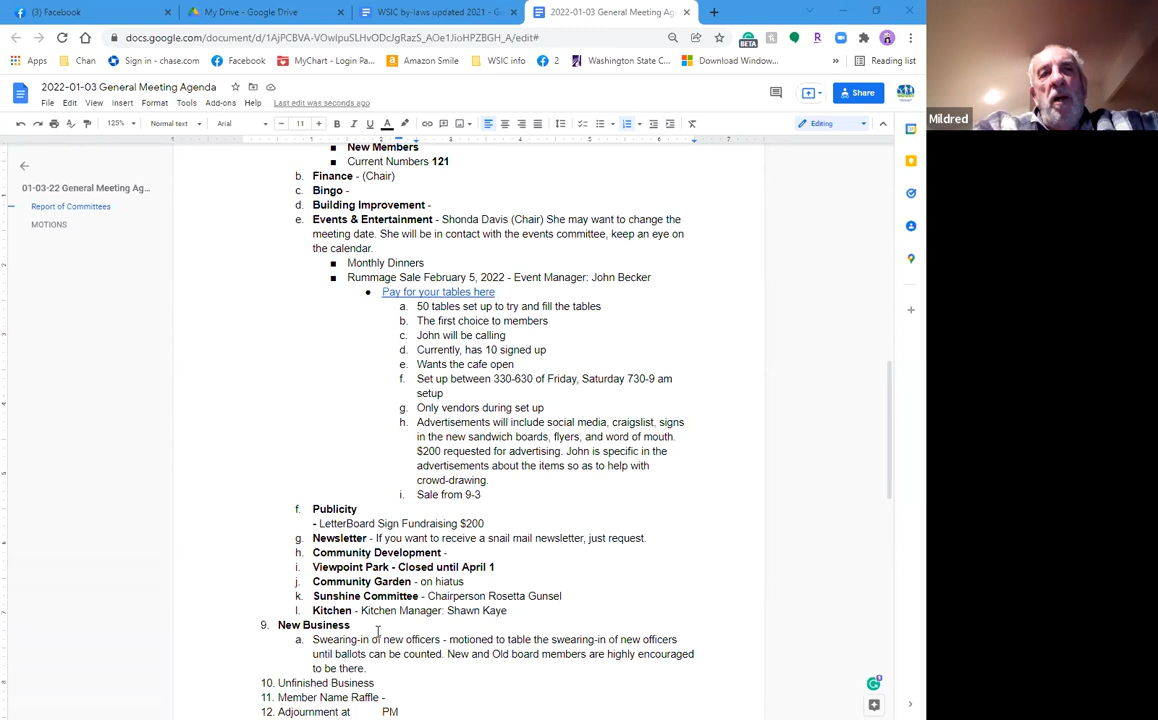 (3) Facebook
My Drive - Google Drive
WSIC by-laws updated 2021 - G
2022-01-03 General Meeting Ag
docs.google.com/document/d/1AjPCBVA-VOwIpuSLHvODcJgRazS_AOe1JioHPZBGH_A/edit#
BETA
Apps
Chan
Sign in - chase.com
Facebook
MyChart - Login Pa...
Amazon Smile
WSIC info
2
Washington State C...
Download Window...
Reading list
2022-01-03 General Meeting Agenda
File Edit View Insert Format Tools Add-ons Help Last edit was seconds ago
Share
125% Normal text Arial 11 Editing
01-03-22 General Meeting Ag...
Report of Committees
MOTIONS
New Members
Current Numbers 121
b. Finance - (Chair)
c. Bingo -
d. Building Improvement -
e. Events & Entertainment - Shonda Davis (Chair) She may want to change the
meeting date. She will be in contact with the events committee, keep an eye on
the calendar.
Monthly Dinners
Rummage Sale February 5, 2022 - Event Manager: John Becker
Pay for your tables here
a. 50 tables set up to try and fill the tables
b. The first choice to members
c. John will be calling
d. Currently, has 10 signed up
e. Wants the cafe open
f. Set up between 330-630 of Friday, Saturday 730-9 am
setup
g. Only vendors during set up
h. Advertisements will include social media, craigslist, signs
in the new sandwich boards, flyers, and word of mouth.
$200 requested for advertising. John is specific in the
advertisements about the items so as to help with
crowd-drawing.
i. Sale from 9-3
f. Publicity
- LetterBoard Sign Fundraising $200
g. Newsletter - If you want to receive a snail mail newsletter, just request.
h. Community Development -
i. Viewpoint Park - Closed until April 1
j. Community Garden - on hiatus
k. Sunshine Committee - Chairperson Rosetta Gunsel
l. Kitchen - Kitchen Manager: Shawn Kaye
9. New Business
a. Swearing-in of new officers - motioned to table the swearing-in of new officers
until ballots can be counted. New and Old board members are highly encouraged
to be there.
10. Unfinished Business
11. Member Name Raffle -
12. Adjournment at PM
Mildred